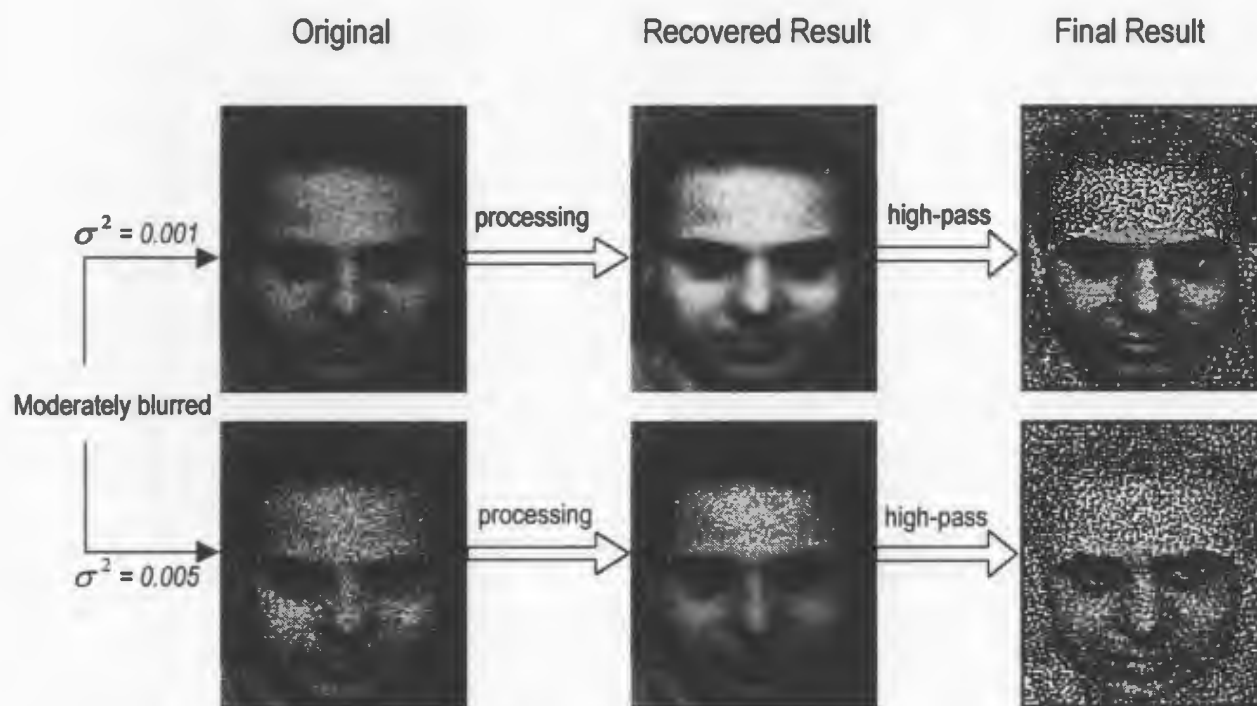 Original Recovered Result Final Result
σ² = 0.001 processing high-pass
Moderately blurred
σ² = 0.005 processing high-pass